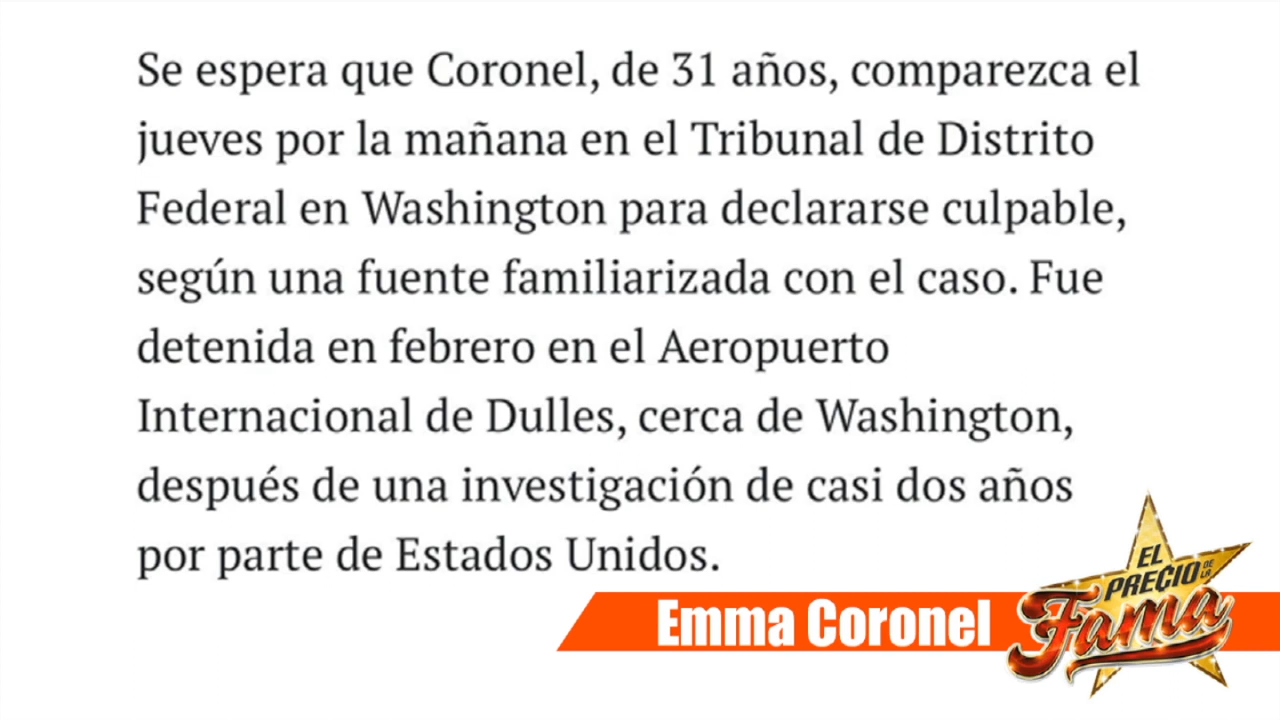 Se espera que Coronel, de 31 años, comparezca el
jueves por la mañana en el Tribunal de Distrito
Federal en Washington para declararse culpable,
según una fuente familiarizada con el caso. Fue
detenida en febrero en el Aeropuerto
Internacional de Dulles, cerca de Washington,
después de una investigación de casi dos años
por parte de Estados Unidos.
Emma Coronel
EL
PRECIO DE LA
Fama